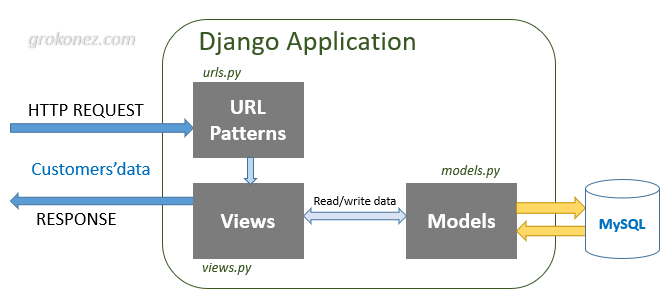 grokonez.com
Django Application
urls.py
HTTP REQUEST
URL
Patterns
Customers'data
models.py
RESPONSE
Views
Read/write data
Models
MySQL
views.py